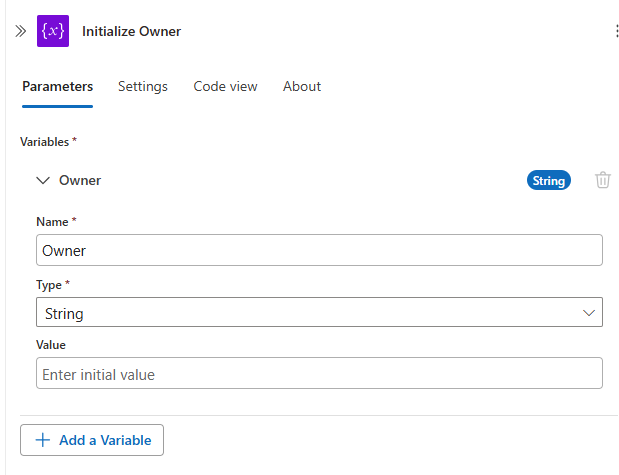 {x} Initialize Owner
Parameters Settings Code view About
Variables *
Owner String
Name *
Owner
Type *
String
Value
Enter initial value
+ Add a Variable